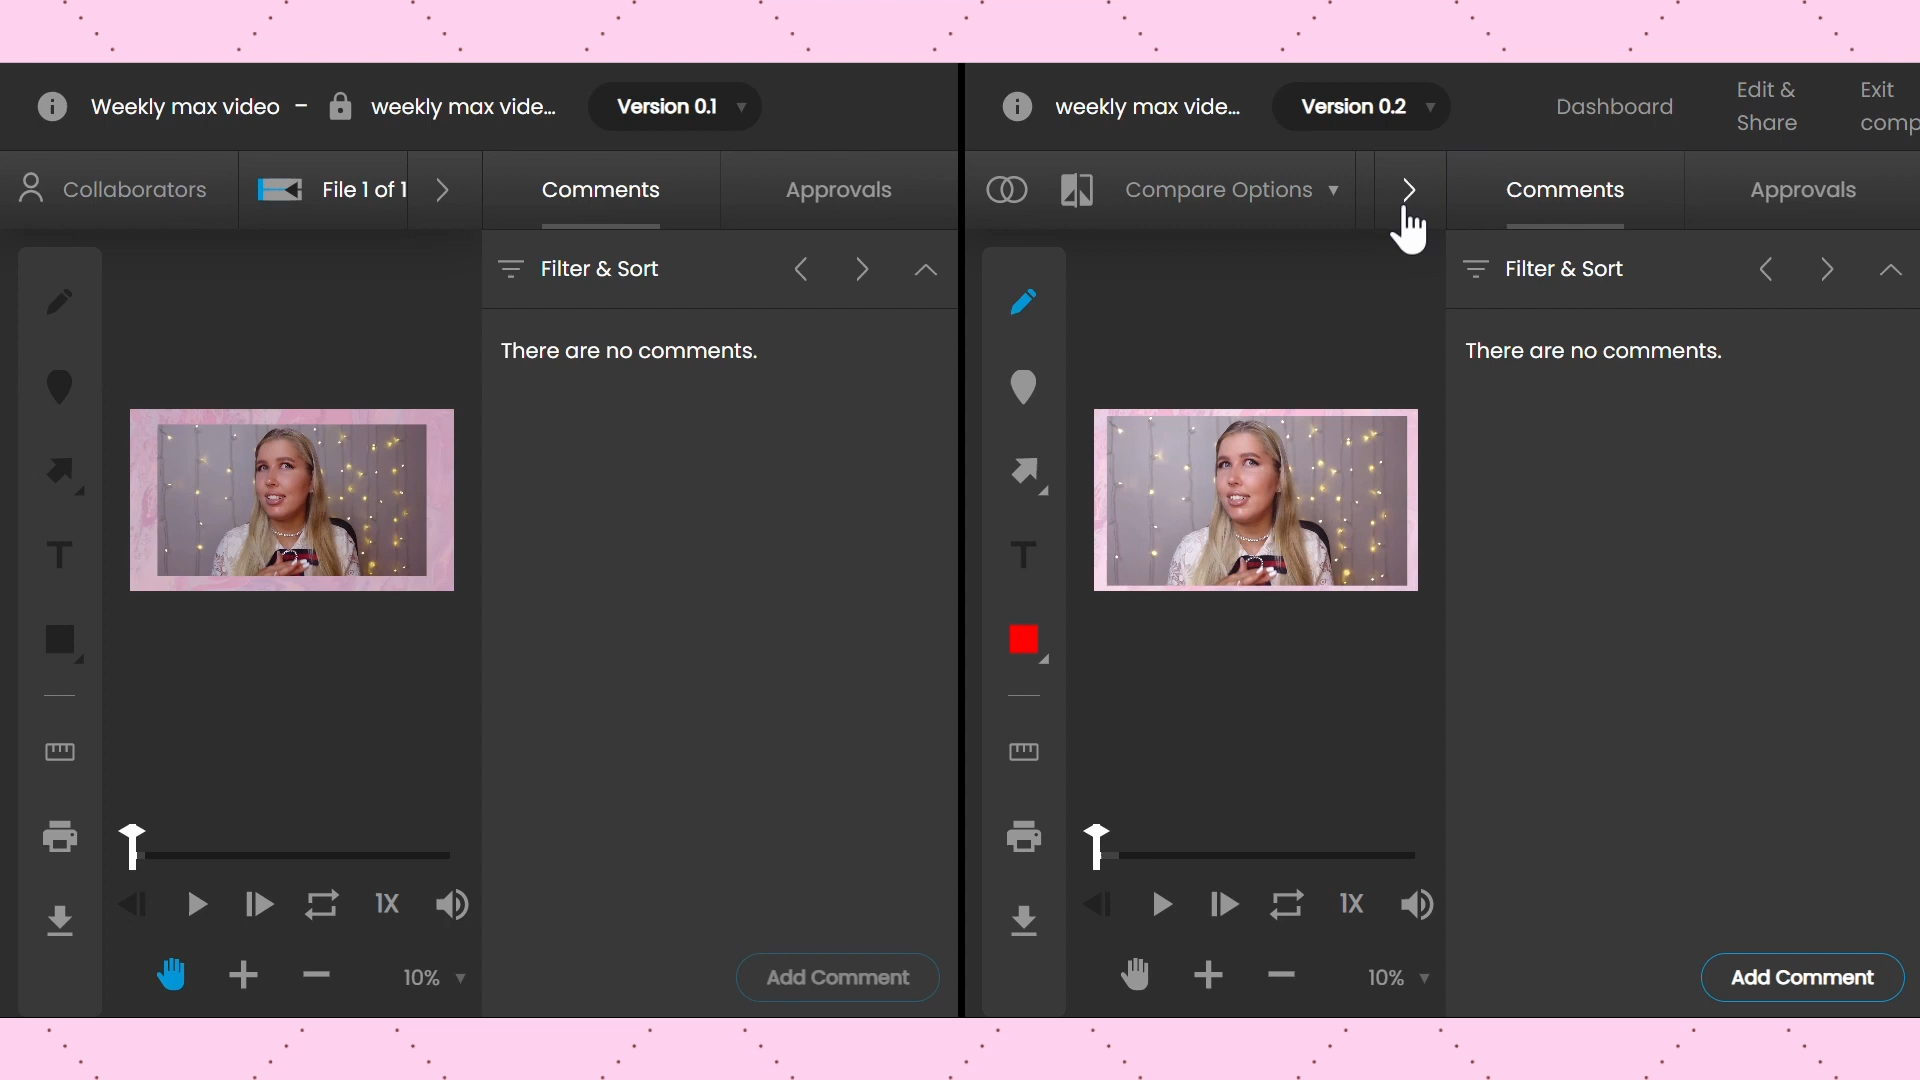 Weekly max video - weekly max vide... Version 0.1
weekly max vide... Version 0.2 Dashboard Edit & Share Exit comp
Collaborators File 1 of 1 Comments Approvals
Compare Options Comments Approvals
Filter & Sort
Filter & Sort
There are no comments.
There are no comments.
T
T
1X
1X
10%
Add Comment
10%
Add Comment